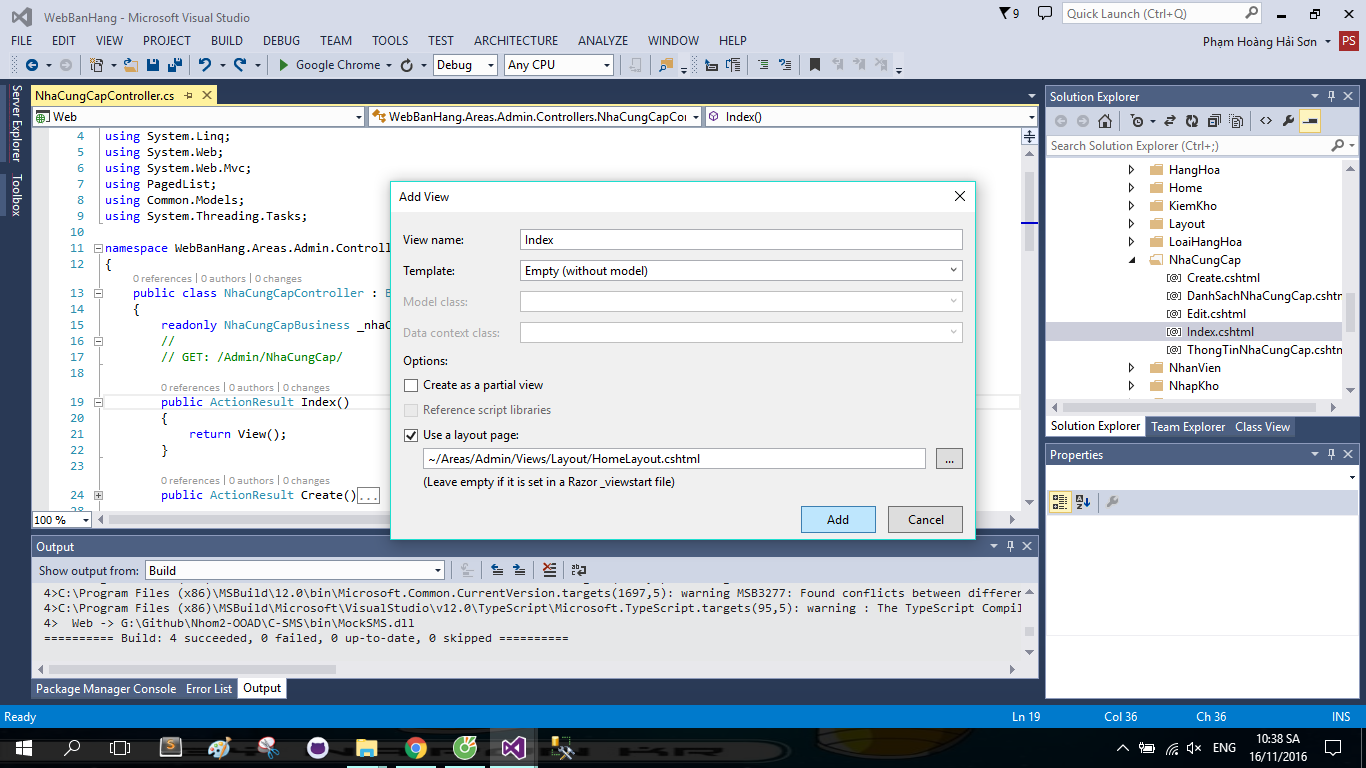 WebBanHang - Microsoft Visual Studio
9
Quick Launch (Ctrl+Q)
FILE EDIT VIEW PROJECT BUILD DEBUG TEAM TOOLS TEST ARCHITECTURE ANALYZE WINDOW HELP
Phạm Hoàng Hải Sơn PS
Google Chrome Debug Any CPU
Server Explorer
Toolbox
NhaCungCapController.cs
Web WebBanHang.Areas.Admin.Controllers.NhaCungCapCo Index()
4 using System.Linq;
5 using System.Web;
6 using System.Web.Mvc;
7 using PagedList;
8 using Common.Models;
9 using System.Threading.Tasks;
10
11 namespace WebBanHang.Areas.Admin.Controll
12 {
0 references | 0 authors | 0 changes
13 public class NhaCungCapController :
14 {
15 readonly NhaCungCapBusiness _nhaC
16 //
17 // GET: /Admin/NhaCungCap/
18
0 references | 0 authors | 0 changes
19 public ActionResult Index()
20 {
21 return View();
22 }
23
0 references | 0 authors | 0 changes
24 public ActionResult Create()...
100 %
Add View
View name: Index
Template: Empty (without model)
Model class:
Data context class:
Options:
Create as a partial view
Reference script libraries
Use a layout page:
~/Areas/Admin/Views/Layout/HomeLayout.cshtml ...
(Leave empty if it is set in a Razor _viewstart file)
Add Cancel
Solution Explorer
Search Solution Explorer (Ctrl+;)
HangHoa
Home
KiemKho
Layout
LoaiHangHoa
NhaCungCap
Create.cshtml
DanhSachNhaCungCap.cshtm
Edit.cshtml
Index.cshtml
ThongTinNhaCungCap.cshtm
NhanVien
NhapKho
Solution Explorer Team Explorer Class View
Properties
Output
Show output from: Build
4>C:\Program Files (x86)\MSBuild\12.0\bin\Microsoft.Common.CurrentVersion.targets(1697,5): warning MSB3277: Found conflicts between differen
4>C:\Program Files (x86)\MSBuild\Microsoft\VisualStudio\v12.0\TypeScript\Microsoft.TypeScript.targets(95,5): warning : The TypeScript Compil
4> Web -> G:\Github\Nhom2-OOAD\C-SMS\bin\MockSMS.dll
========== Build: 4 succeeded, 0 failed, 0 up-to-date, 0 skipped ==========
Package Manager Console Error List Output
Ready Ln 19 Col 36 Ch 36 INS
ENG
10:38 SA
16/11/2016